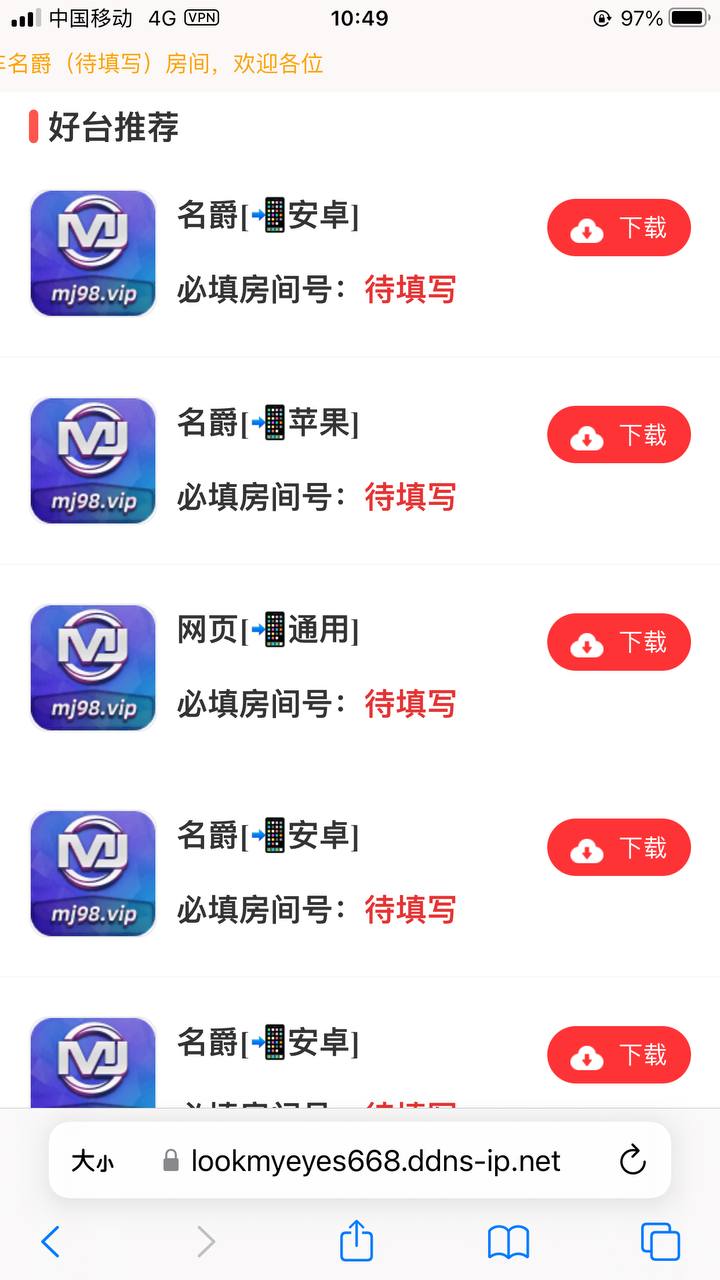 中国移动 4G VPN 10:49 97%
名爵（待填写）房间，欢迎各位
好台推荐
MJ
mj98.vip
名爵[📲安卓]
下载
必填房间号：待填写
MJ
mj98.vip
名爵[📲苹果]
下载
必填房间号：待填写
MJ
mj98.vip
网页[📲通用]
下载
必填房间号：待填写
MJ
mj98.vip
名爵[📲安卓]
下载
必填房间号：待填写
MJ
名爵[📲安卓]
下载
大小 lookmyeyes668.ddns-ip.net